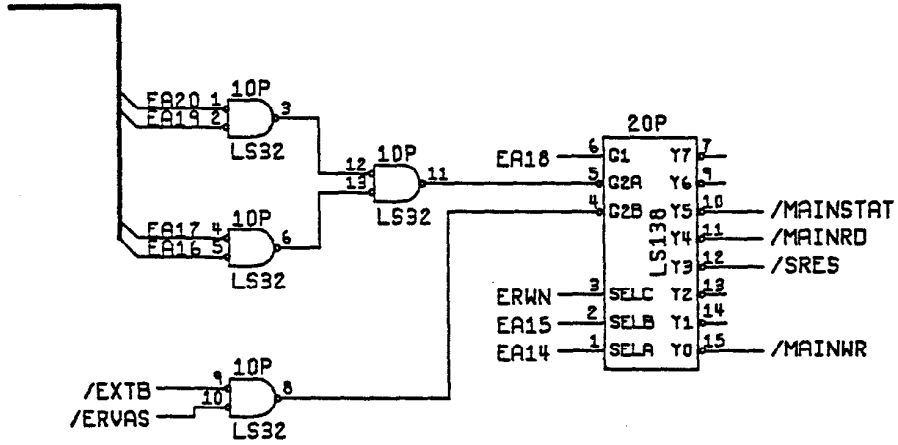 10P
EA20 1
EA19 2
3
LS32
10P
EA17 4
EA16 5
6
LS32
12 10P
13
11
LS32
10P
/EXTB 9
/ERVAS 10
8
LS32
20P
EA18 6 G1 Y7 7
5 G2A Y6 9
4 G2B Y5 10 /MAINSTAT
Y4 11 /MAINRD
LS138
Y3 12 /SRES
ERWN 3 SELC Y2 13
EA15 2 SELB Y1 14
EA14 1 SELA Y0 15 /MAINWR